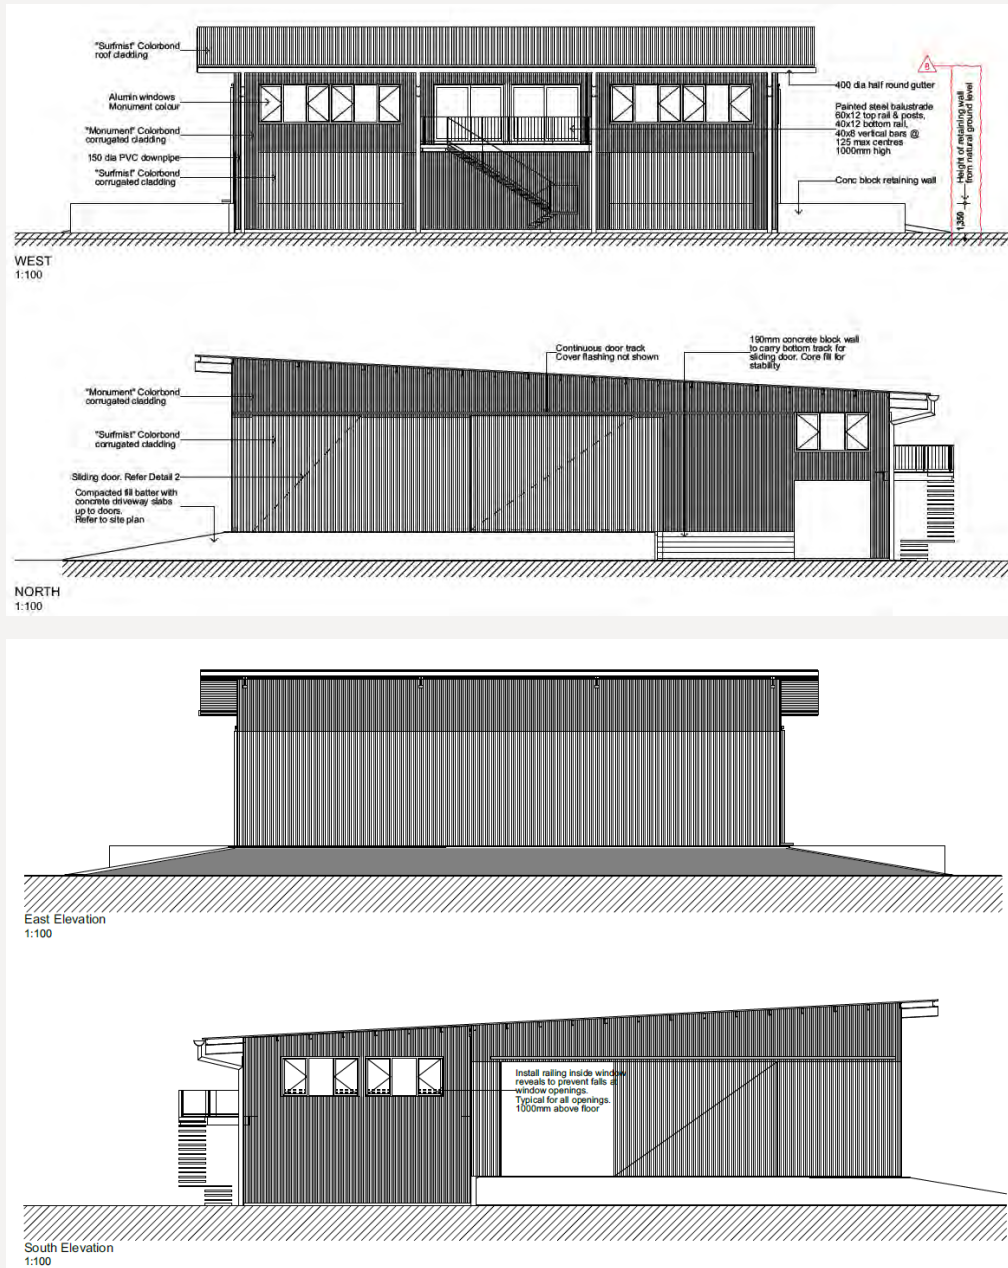 "Surfmist" Colorbond
roof cladding
Alumin windows
Monument colour
"Monument" Colorbond
corrugated cladding
150 dia PVC downpipe
"Surfmist" Colorbond
corrugated cladding
B
400 dia half round gutter
Painted steel balustrade
60x12 top rail & posts,
40x12 bottom rail,
40x8 vertical bars @
125 max centres
1000mm high
Conc block retaining wall
Height of retaining wall
from natural ground level
1,350
WEST
1:100
Continuous door track
Cover flashing not shown
190mm concrete block wall
to carry bottom track for
sliding door. Core fill for
stability
"Monument" Colorbond
corrugated cladding
"Surfmist" Colorbond
corrugated cladding
Sliding door. Refer Detail 2
Compacted fill batter with
concrete driveway slabs
up to doors.
Refer to site plan
NORTH
1:100
East Elevation
1:100
Install railing inside window
reveals to prevent falls at
window openings.
Typical for all openings.
1000mm above floor
South Elevation
1:100